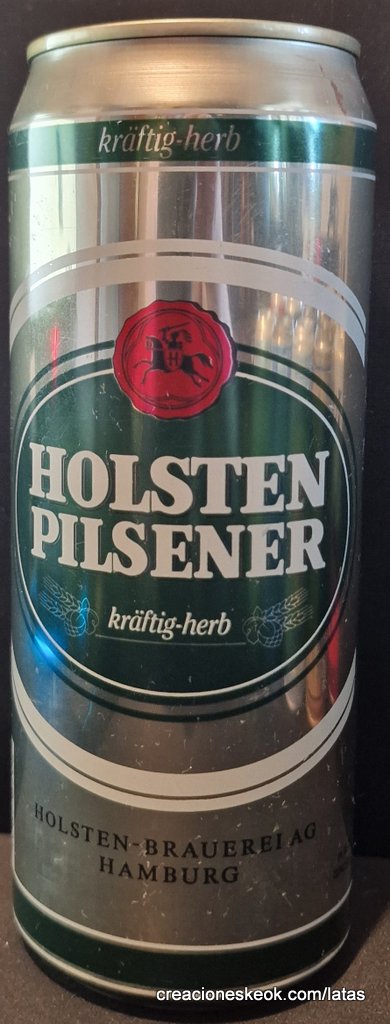 kräftig-herb
H
HOLSTEN
PILSENER
kräftig-herb
HOLSTEN-BRAUEREI AG
HAMBURG
creacioneskeok.com/latas